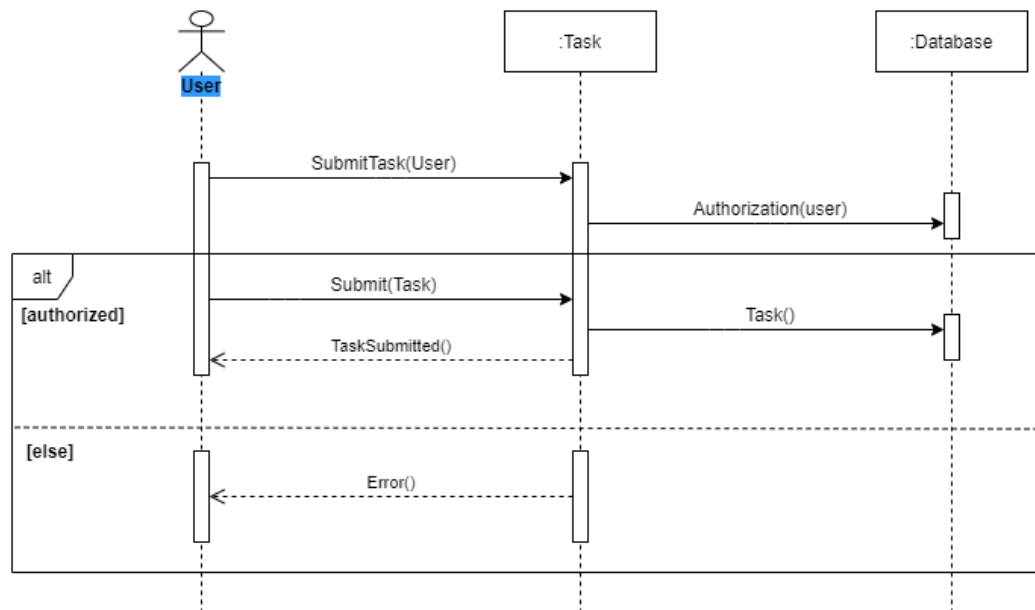 :Task
:Database
User
SubmitTask(User)
Authorization(user)
alt
Submit(Task)
[authorized]
Task()
TaskSubmitted()
[else]
Error()